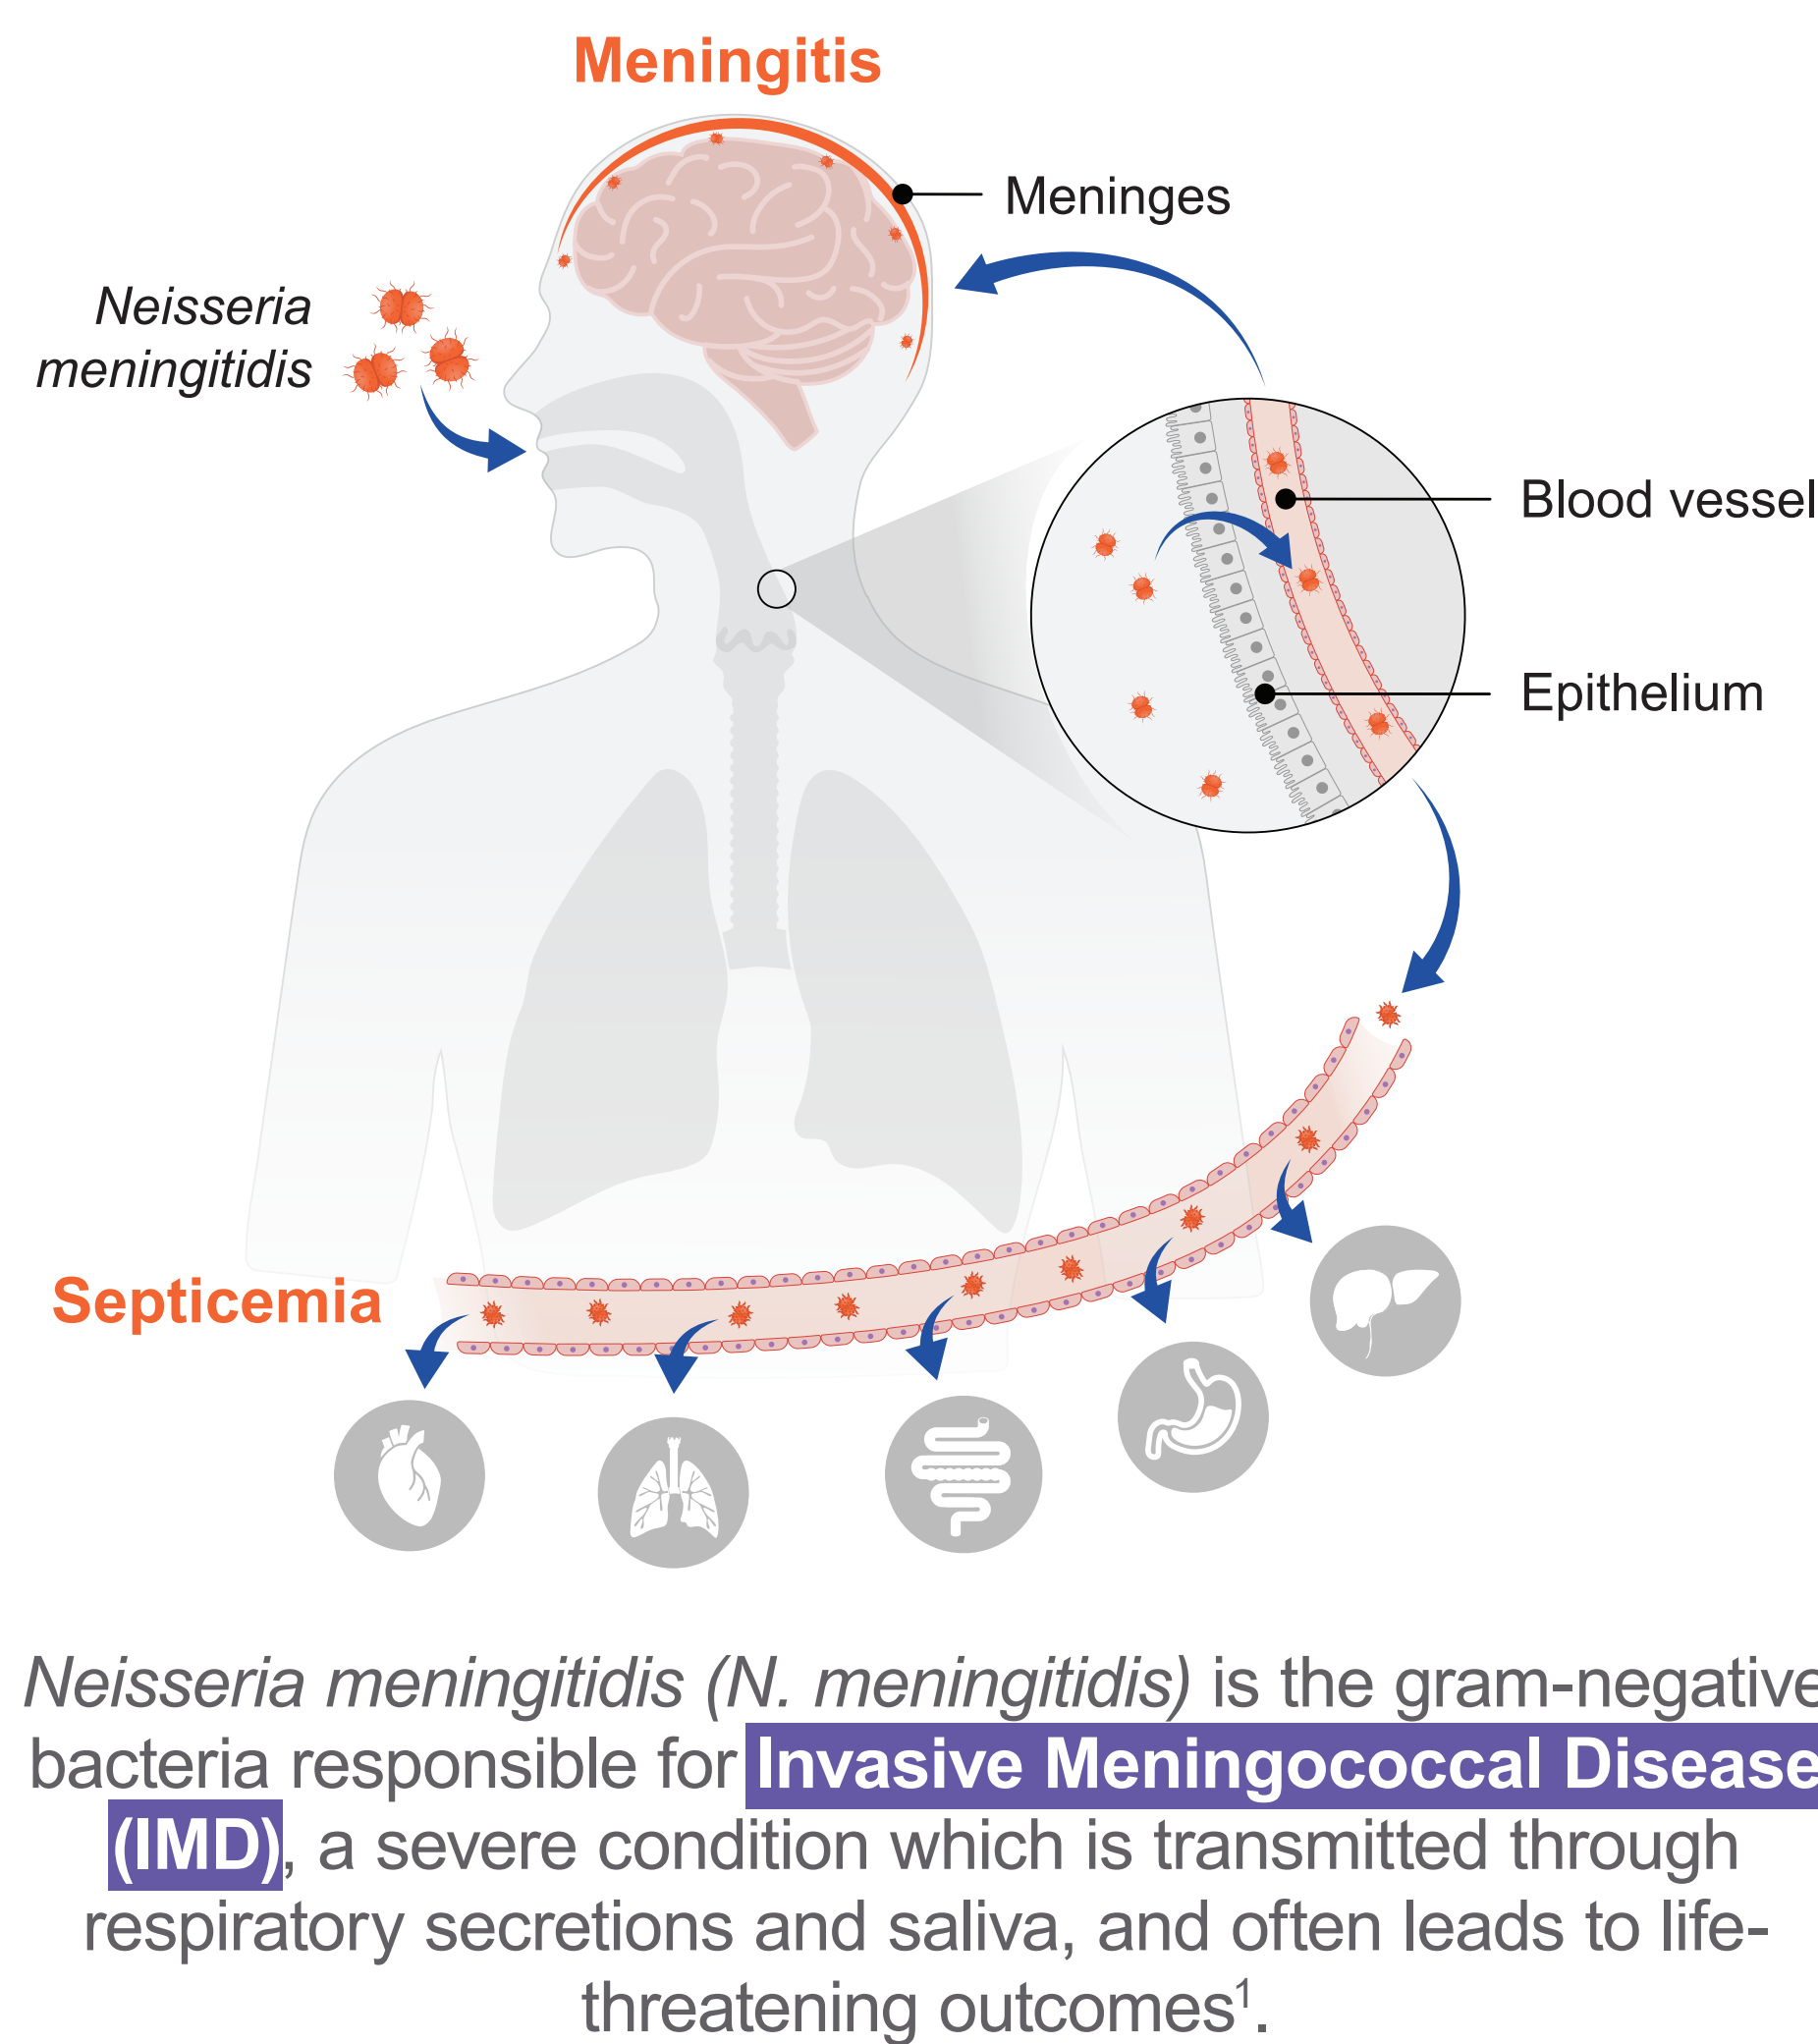 Meningitis
Meninges
Neisseria
meningitidis
Blood vessel
Epithelium
Septicemia
Neisseria meningitidis (N. meningitidis) is the gram-negative
bacteria responsible for Invasive Meningococcal Disease
(IMD), a severe condition which is transmitted through
respiratory secretions and saliva, and often leads to life-
threatening outcomes¹.